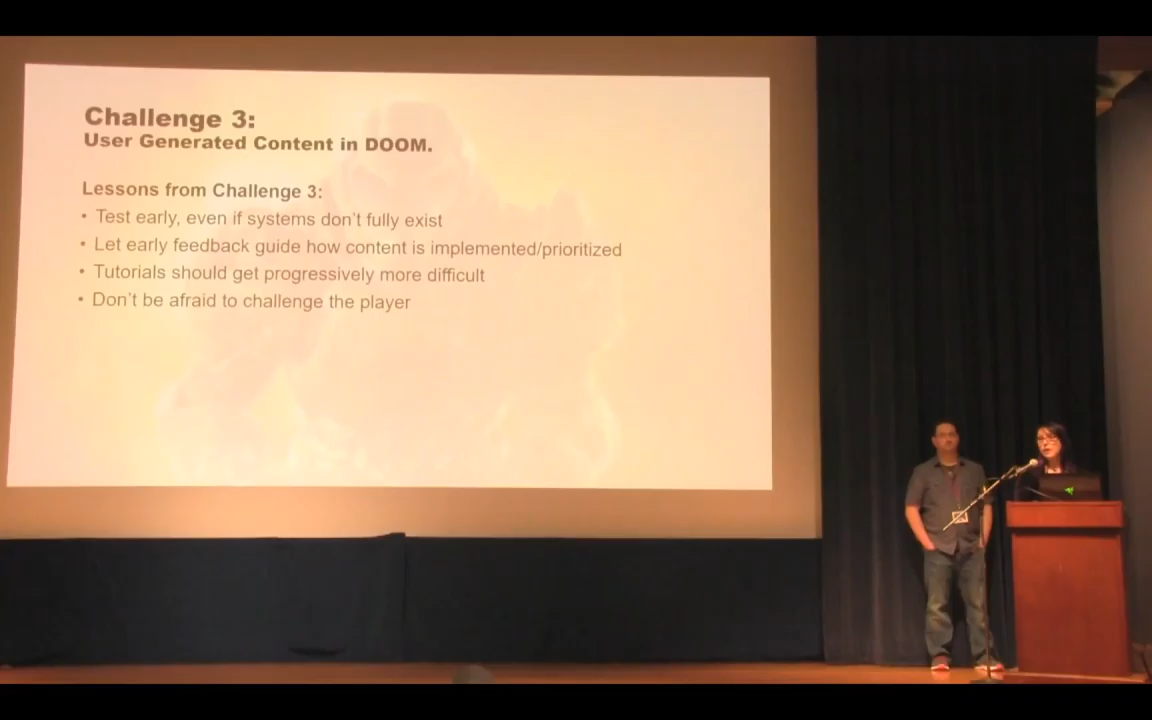 Challenge 3:
User Generated Content in DOOM.
Lessons from Challenge 3:
• Test early, even if systems don't fully exist
• Let early feedback guide how content is implemented/prioritized
• Tutorials should get progressively more difficult
• Don't be afraid to challenge the player